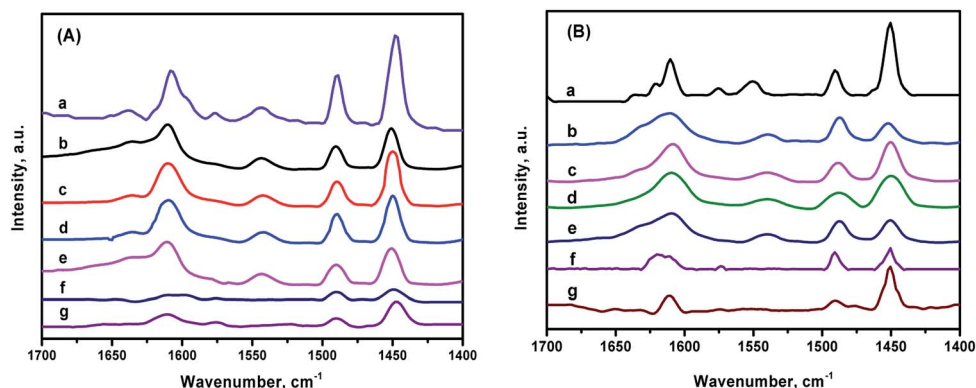 (A)
a
b
c
d
e
f
g
Intensity, a.u.
1700 1650 1600 1550 1500 1450 1400
Wavenumber, cm⁻¹
(B)
a
b
c
d
e
f
g
Intensity, a.u.
1700 1650 1600 1550 1500 1450 1400
Wavenumber, cm⁻¹